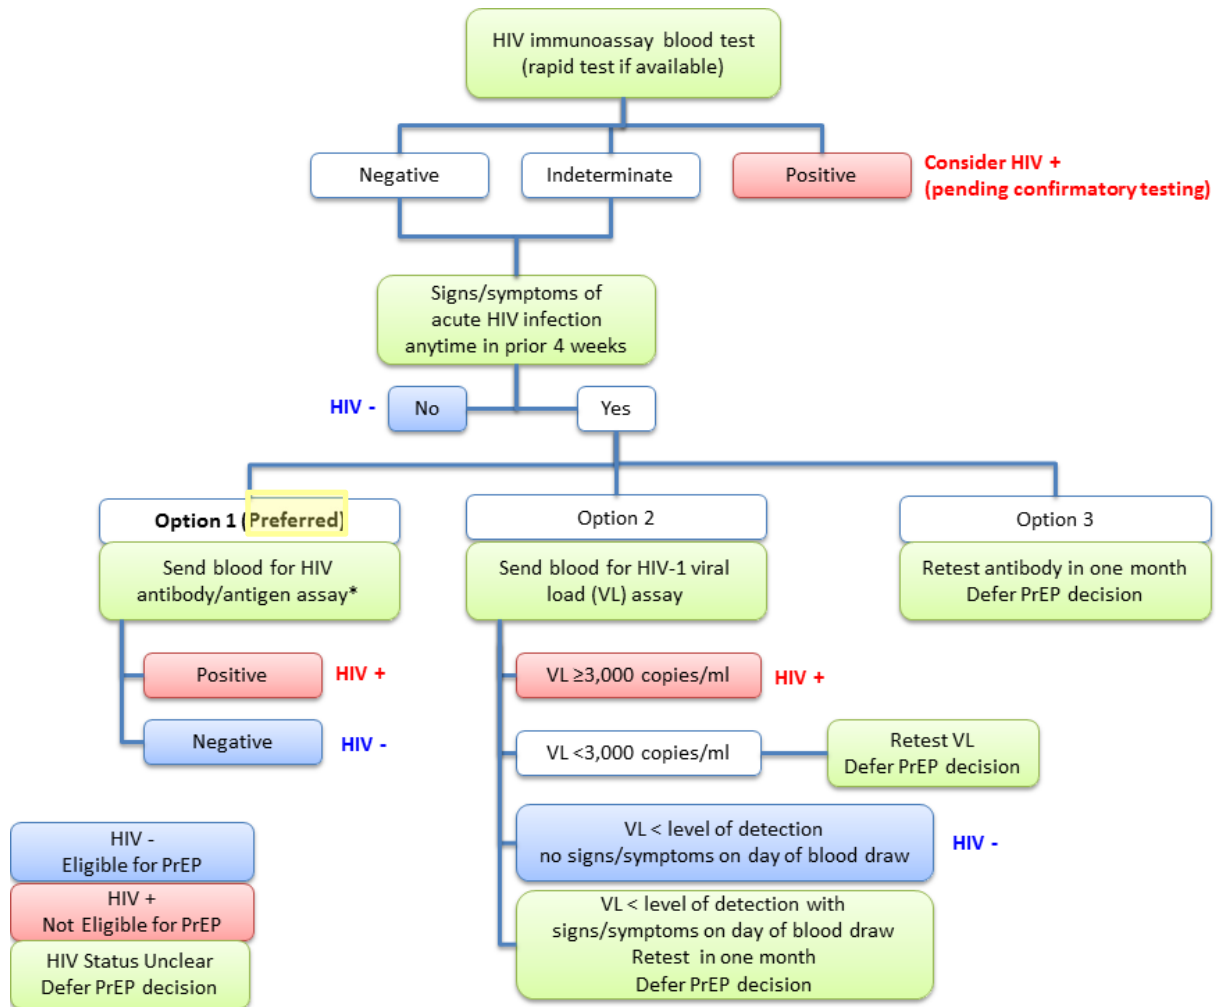 HIV immunoassay blood test
(rapid test if available)
Negative
Indeterminate
Positive
Consider HIV +
(pending confirmatory testing)
Signs/symptoms of
acute HIV infection
anytime in prior 4 weeks
HIV -
No
Yes
Option 1 (Preferred)
Option 2
Option 3
Send blood for HIV
antibody/antigen assay*
Send blood for HIV-1 viral
load (VL) assay
Retest antibody in one month
Defer PrEP decision
Positive
HIV +
Negative
HIV -
VL ≥3,000 copies/ml
HIV +
VL <3,000 copies/ml
Retest VL
Defer PrEP decision
VL < level of detection
no signs/symptoms on day of blood draw
HIV -
VL < level of detection with
signs/symptoms on day of blood draw
Retest in one month
Defer PrEP decision
HIV -
Eligible for PrEP
HIV +
Not Eligible for PrEP
HIV Status Unclear
Defer PrEP decision